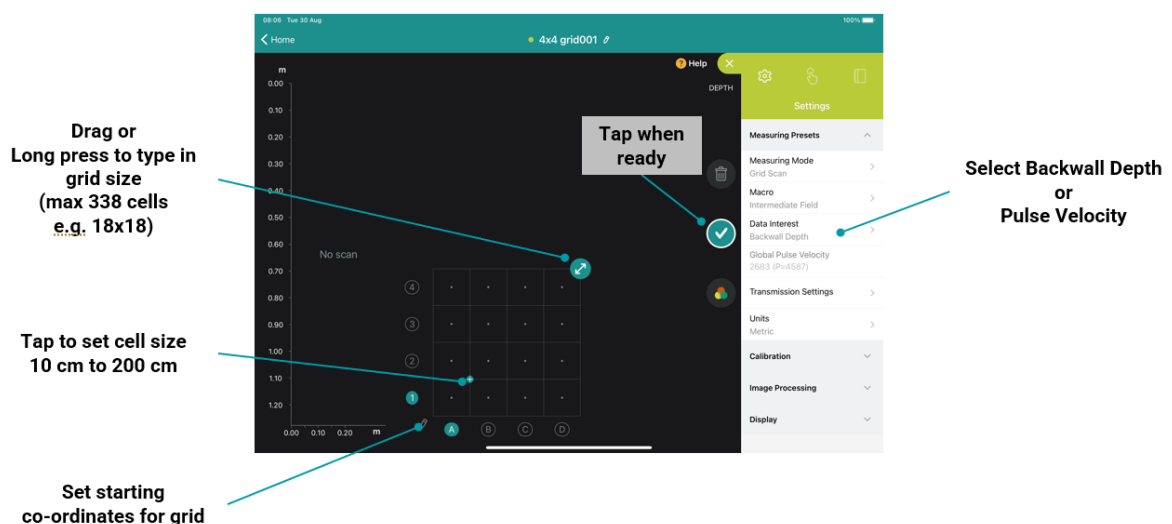 08:06 Tue 30 Aug
100%
Home
4x4 grid001
? Help
DEPTH
m
0.00
0.10
0.20
0.30
0.40
0.50
0.60
0.70
0.80
0.90
1.00
1.10
1.20
0.00 0.10 0.20 m
No scan
4
3
2
1
A B C D
Settings
Measuring Presets
Measuring Mode
Grid Scan
Macro
Intermediate Field
Data Interest
Backwall Depth
Global Pulse Velocity
2683 (P=4587)
Transmission Settings
Units
Metric
Calibration
Image Processing
Display
Drag or
Long press to type in
grid size
(max 338 cells
e.g. 18x18)
Tap to set cell size
10 cm to 200 cm
Set starting
co-ordinates for grid
Tap when
ready
Select Backwall Depth
or
Pulse Velocity